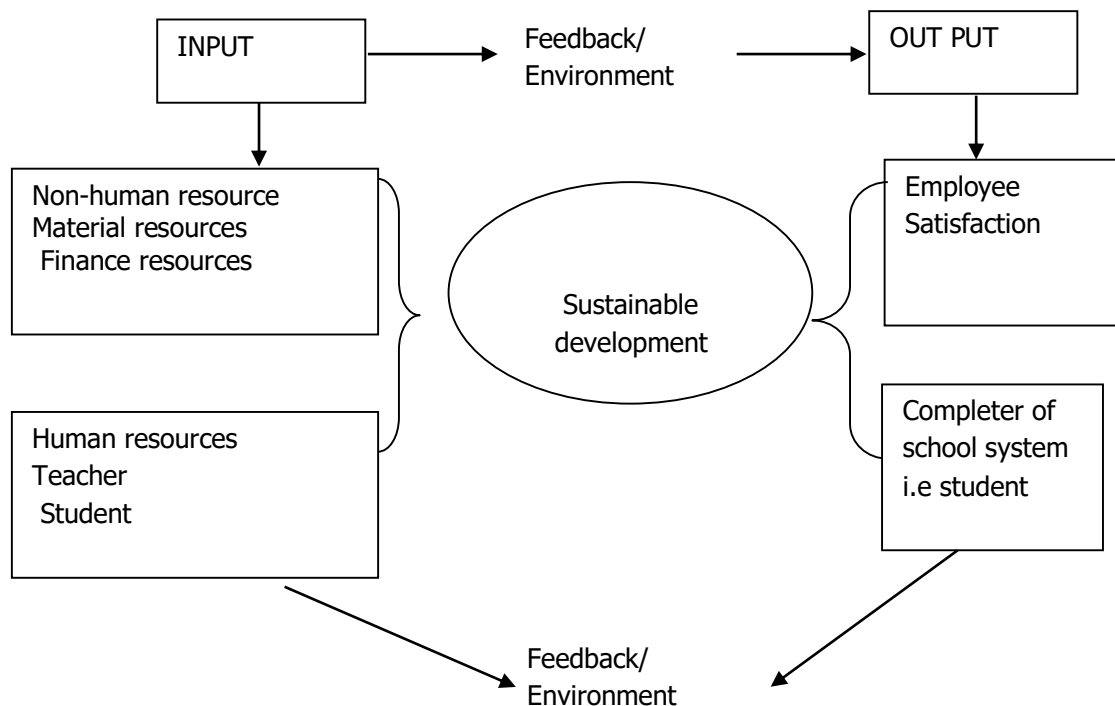 INPUT
Feedback/
Environment
OUT PUT
Non-human resource
Material resources
Finance resources
Employee
Satisfaction
Sustainable
development
Human resources
Teacher
Student
Completer of
school system
i.e student
Feedback/
Environment